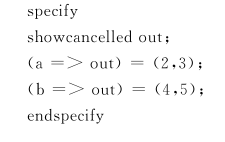 specify
showcancelled out;
(a => out) = (2,3);
(b => out) = (4,5);
endspecify